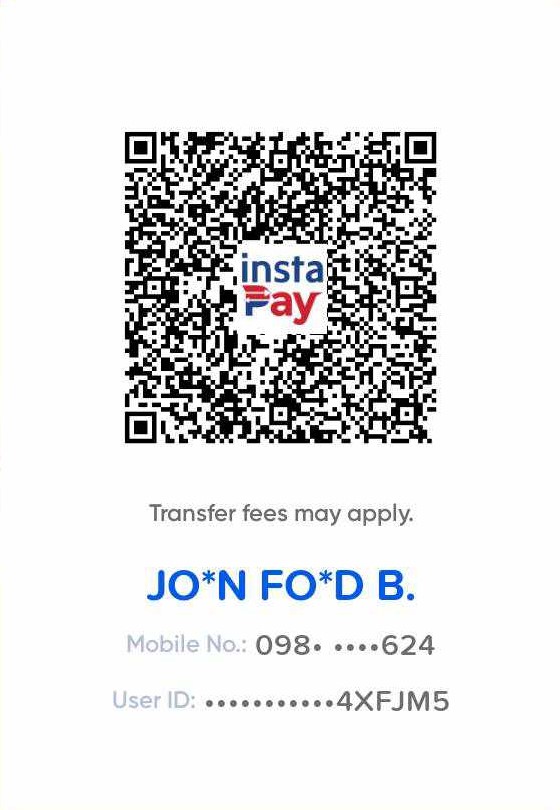 insta
Pay
Transfer fees may apply.
JO*N FO*D B.
Mobile No.: 098• ••••624
User ID: •••••••••••4XFJM5